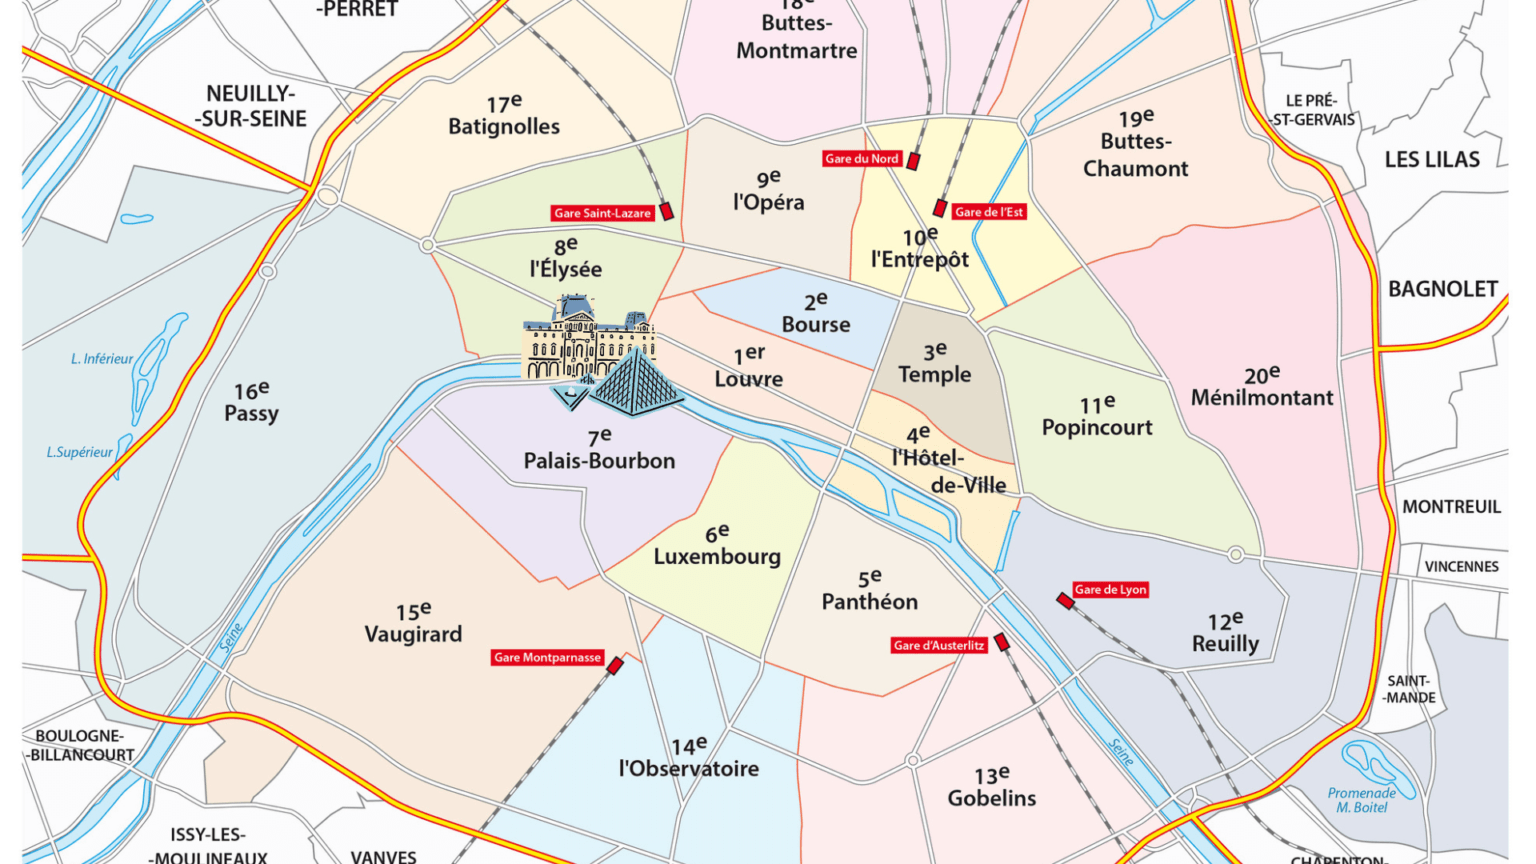 -PERRET
18e
Buttes-
Montmartre
NEUILLY-
-SUR-SEINE
17e
Batignolles
19e
Buttes-
Chaumont
LE PRÉ-
-ST-GERVAIS
LES LILAS
Gare du Nord
9e
l'Opéra
Gare Saint-Lazare
Gare de l'Est
10e
l'Entrepôt
8e
l'Élysée
BAGNOLET
2e
Bourse
L. Inférieur
1er
Louvre
3e
Temple
16e
Passy
20e
Ménilmontant
11e
Popincourt
7e
Palais-Bourbon
4e
l'Hôtel-
de-Ville
L.Supérieur
MONTREUIL
6e
Luxembourg
VINCENNES
5e
Panthéon
Gare de Lyon
15e
Vaugirard
12e
Reuilly
Seine
Gare d'Austerlitz
Gare Montparnasse
SAINT-
-MANDE
BOULOGNE-
-BILLANCOURT
14e
l'Observatoire
Seine
13e
Gobelins
Promenade
M. Boitel
ISSY-LES-
-MOULINEAUX
VANVES
CHARENTON-